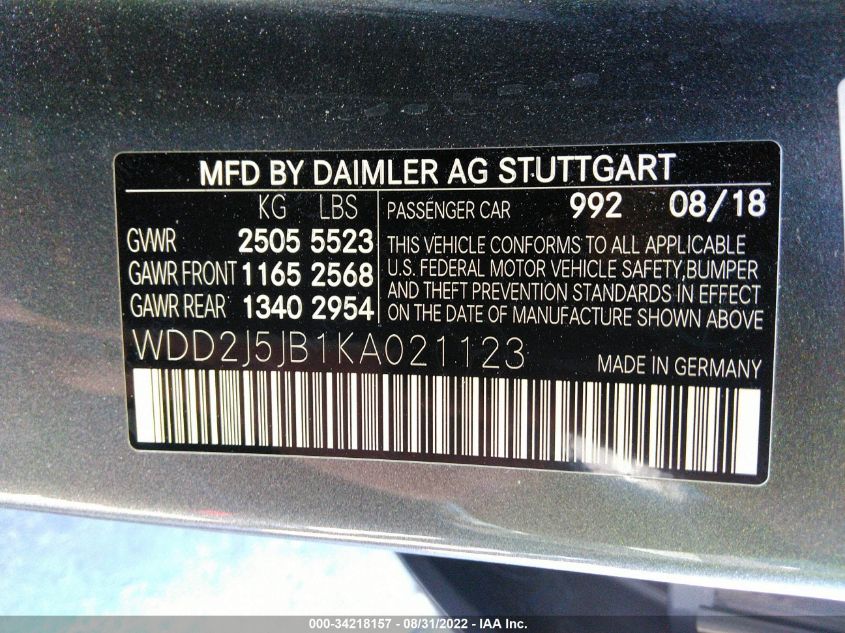 MFD BY DAIMLER AG STUTTGART
KG LBS
GVWR 2505 5523
GAWR FRONT 1165 2568
GAWR REAR 1340 2954
PASSENGER CAR 992 08/18
THIS VEHICLE CONFORMS TO ALL APPLICABLE
U.S. FEDERAL MOTOR VEHICLE SAFETY,BUMPER
AND THEFT PREVENTION STANDARDS IN EFFECT
ON THE DATE OF MANUFACTURE SHOWN ABOVE
WDD2J5JB1KA021123
MADE IN GERMANY
000-34218157 - 08/31/2022 - IAA Inc.